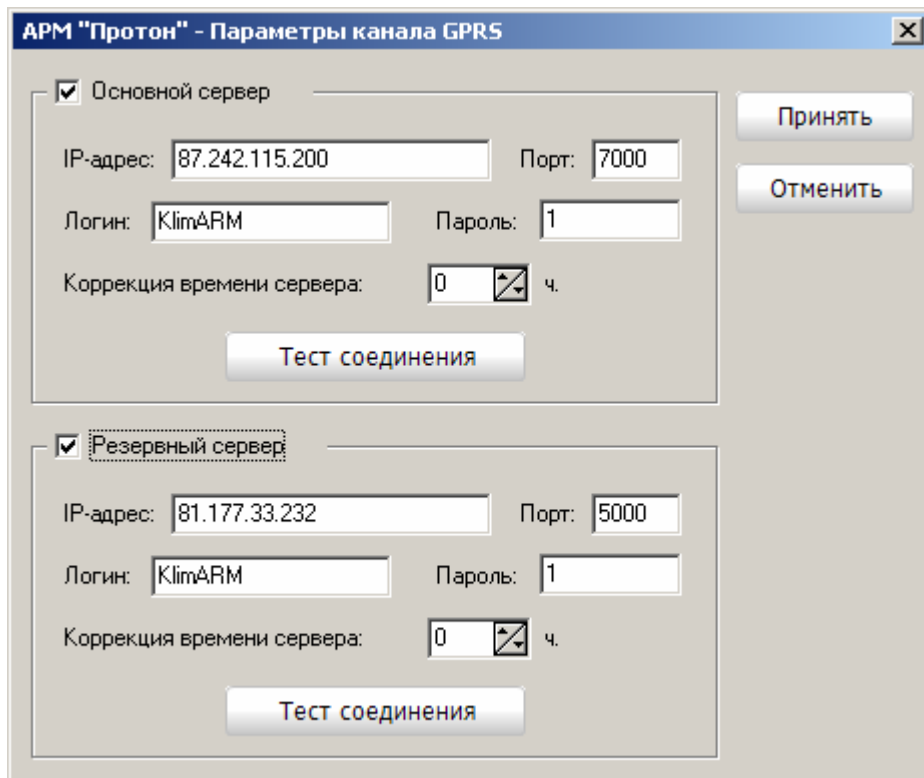 АРМ "Протон" - Параметры канала GPRS
Основной сервер
IP-адрес: 87.242.115.200 Порт: 7000
Логин: KlimARM Пароль: 1
Коррекция времени сервера: 0 ч.
Тест соединения
Принять
Отменить
Резервный сервер
IP-адрес: 81.177.33.232 Порт: 5000
Логин: KlimARM Пароль: 1
Коррекция времени сервера: 0 ч.
Тест соединения